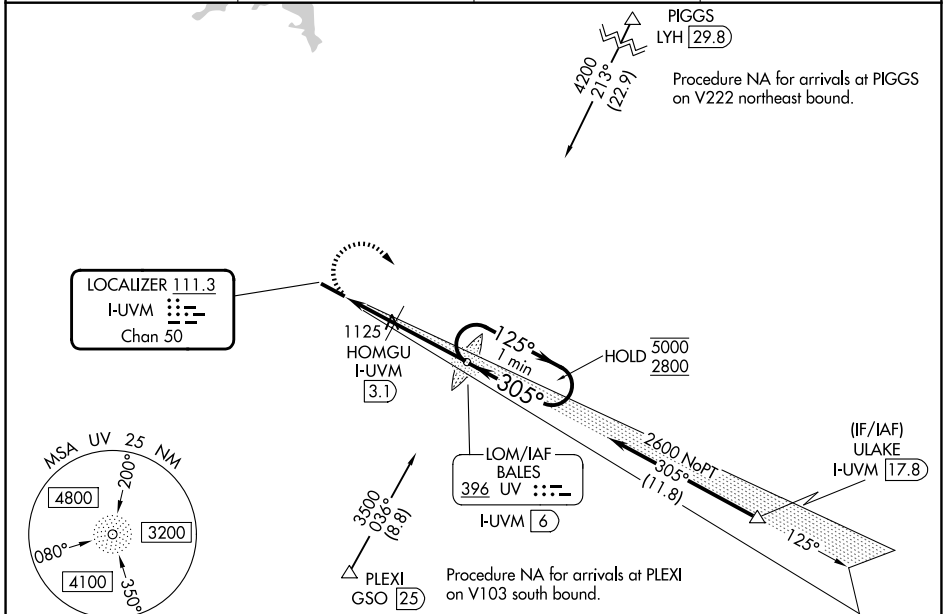 PIGGS
LYH 29.8
4200
213°
(22.9)
Procedure NA for arrivals at PIGGS
on V222 northeast bound.
LOCALIZER 111.3
I-UVM
Chan 50
1125
HOMGU
I-UVM
3.1
125°
1 min
305°
HOLD 5000
2800
LOM/IAF
BALES
396 UV
I-UVM 6
2600 NoPT
305°
(11.8)
(IF/IAF)
ULAKE
I-UVM 17.8
125°
MSA UV 25 NM
200°
4800
3200
080°
4100
350°
3500
036°
(8.8)
PLEXI
GSO 25
Procedure NA for arrivals at PLEXI
on V103 south bound.